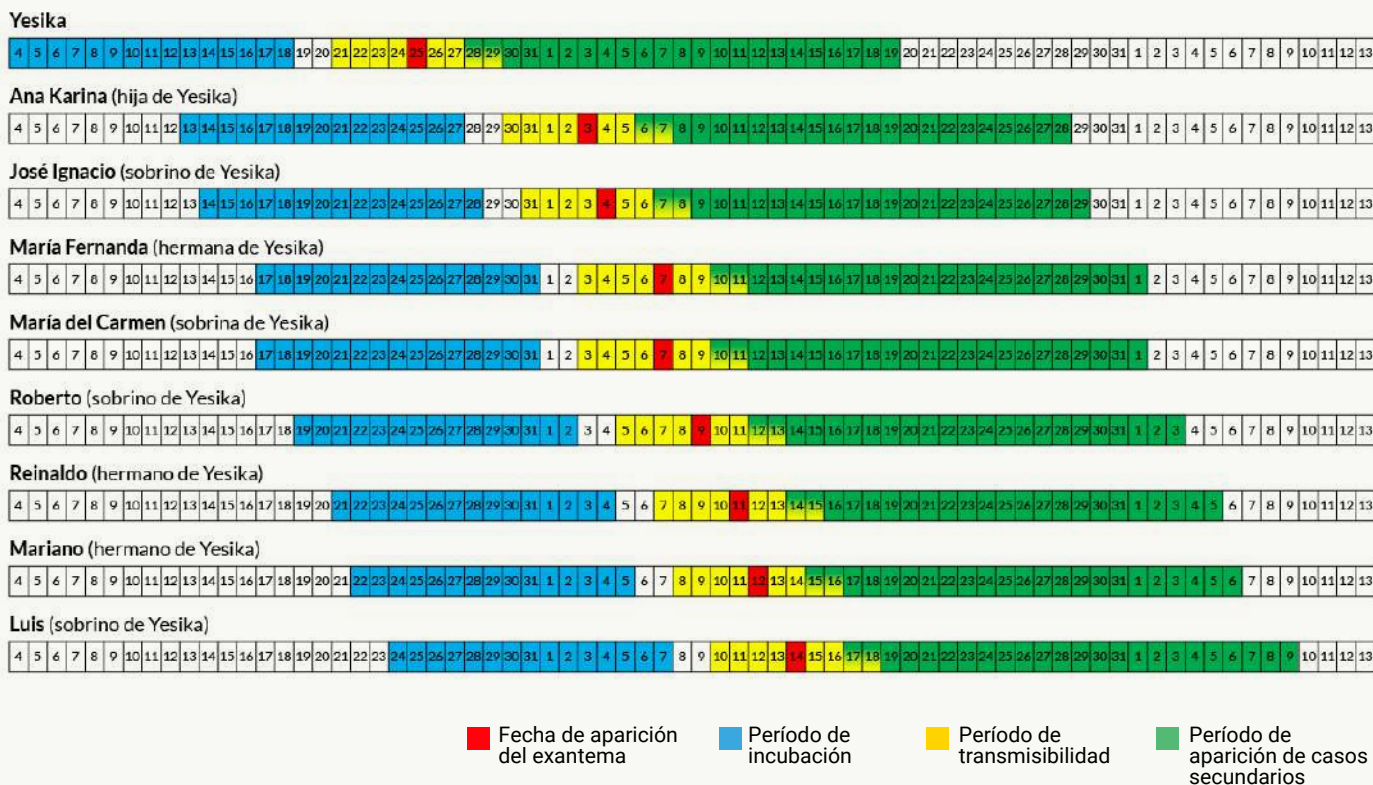 Yesika
4 5 6 7 8 9 10 11 12 13 14 15 16 17 18 19 20 21 22 23 24 25 26 27 28 29 30 31 1 2 3 4 5 6 7 8 9 10 11 12 13 14 15 16 17 18 19 20 21 22 23 24 25 26 27 28 29 30 31 1 2 3 4 5 6 7 8 9 10 11 12 13
Ana Karina (hija de Yesika)
4 5 6 7 8 9 10 11 12 13 14 15 16 17 18 19 20 21 22 23 24 25 26 27 28 29 30 31 1 2 3 4 5 6 7 8 9 10 11 12 13 14 15 16 17 18 19 20 21 22 23 24 25 26 27 28 29 30 31 1 2 3 4 5 6 7 8 9 10 11 12 13
José Ignacio (sobrino de Yesika)
4 5 6 7 8 9 10 11 12 13 14 15 16 17 18 19 20 21 22 23 24 25 26 27 28 29 30 31 1 2 3 4 5 6 7 8 9 10 11 12 13 14 15 16 17 18 19 20 21 22 23 24 25 26 27 28 29 30 31 1 2 3 4 5 6 7 8 9 10 11 12 13
María Fernanda (hermana de Yesika)
4 5 6 7 8 9 10 11 12 13 14 15 16 17 18 19 20 21 22 23 24 25 26 27 28 29 30 31 1 2 3 4 5 6 7 8 9 10 11 12 13 14 15 16 17 18 19 20 21 22 23 24 25 26 27 28 29 30 31 1 2 3 4 5 6 7 8 9 10 11 12 13
María del Carmen (sobrina de Yesika)
4 5 6 7 8 9 10 11 12 13 14 15 16 17 18 19 20 21 22 23 24 25 26 27 28 29 30 31 1 2 3 4 5 6 7 8 9 10 11 12 13 14 15 16 17 18 19 20 21 22 23 24 25 26 27 28 29 30 31 1 2 3 4 5 6 7 8 9 10 11 12 13
Roberto (sobrino de Yesika)
4 5 6 7 8 9 10 11 12 13 14 15 16 17 18 19 20 21 22 23 24 25 26 27 28 29 30 31 1 2 3 4 5 6 7 8 9 10 11 12 13 14 15 16 17 18 19 20 21 22 23 24 25 26 27 28 29 30 31 1 2 3 4 5 6 7 8 9 10 11 12 13
Reinaldo (hermano de Yesika)
4 5 6 7 8 9 10 11 12 13 14 15 16 17 18 19 20 21 22 23 24 25 26 27 28 29 30 31 1 2 3 4 5 6 7 8 9 10 11 12 13 14 15 16 17 18 19 20 21 22 23 24 25 26 27 28 29 30 31 1 2 3 4 5 6 7 8 9 10 11 12 13
Mariano (hermano de Yesika)
4 5 6 7 8 9 10 11 12 13 14 15 16 17 18 19 20 21 22 23 24 25 26 27 28 29 30 31 1 2 3 4 5 6 7 8 9 10 11 12 13 14 15 16 17 18 19 20 21 22 23 24 25 26 27 28 29 30 31 1 2 3 4 5 6 7 8 9 10 11 12 13
Luis (sobrino de Yesika)
4 5 6 7 8 9 10 11 12 13 14 15 16 17 18 19 20 21 22 23 24 25 26 27 28 29 30 31 1 2 3 4 5 6 7 8 9 10 11 12 13 14 15 16 17 18 19 20 21 22 23 24 25 26 27 28 29 30 31 1 2 3 4 5 6 7 8 9 10 11 12 13
Fecha de aparición
del exantema
Período de
incubación
Período de
transmisibilidad
Período de
aparición de casos
secundarios